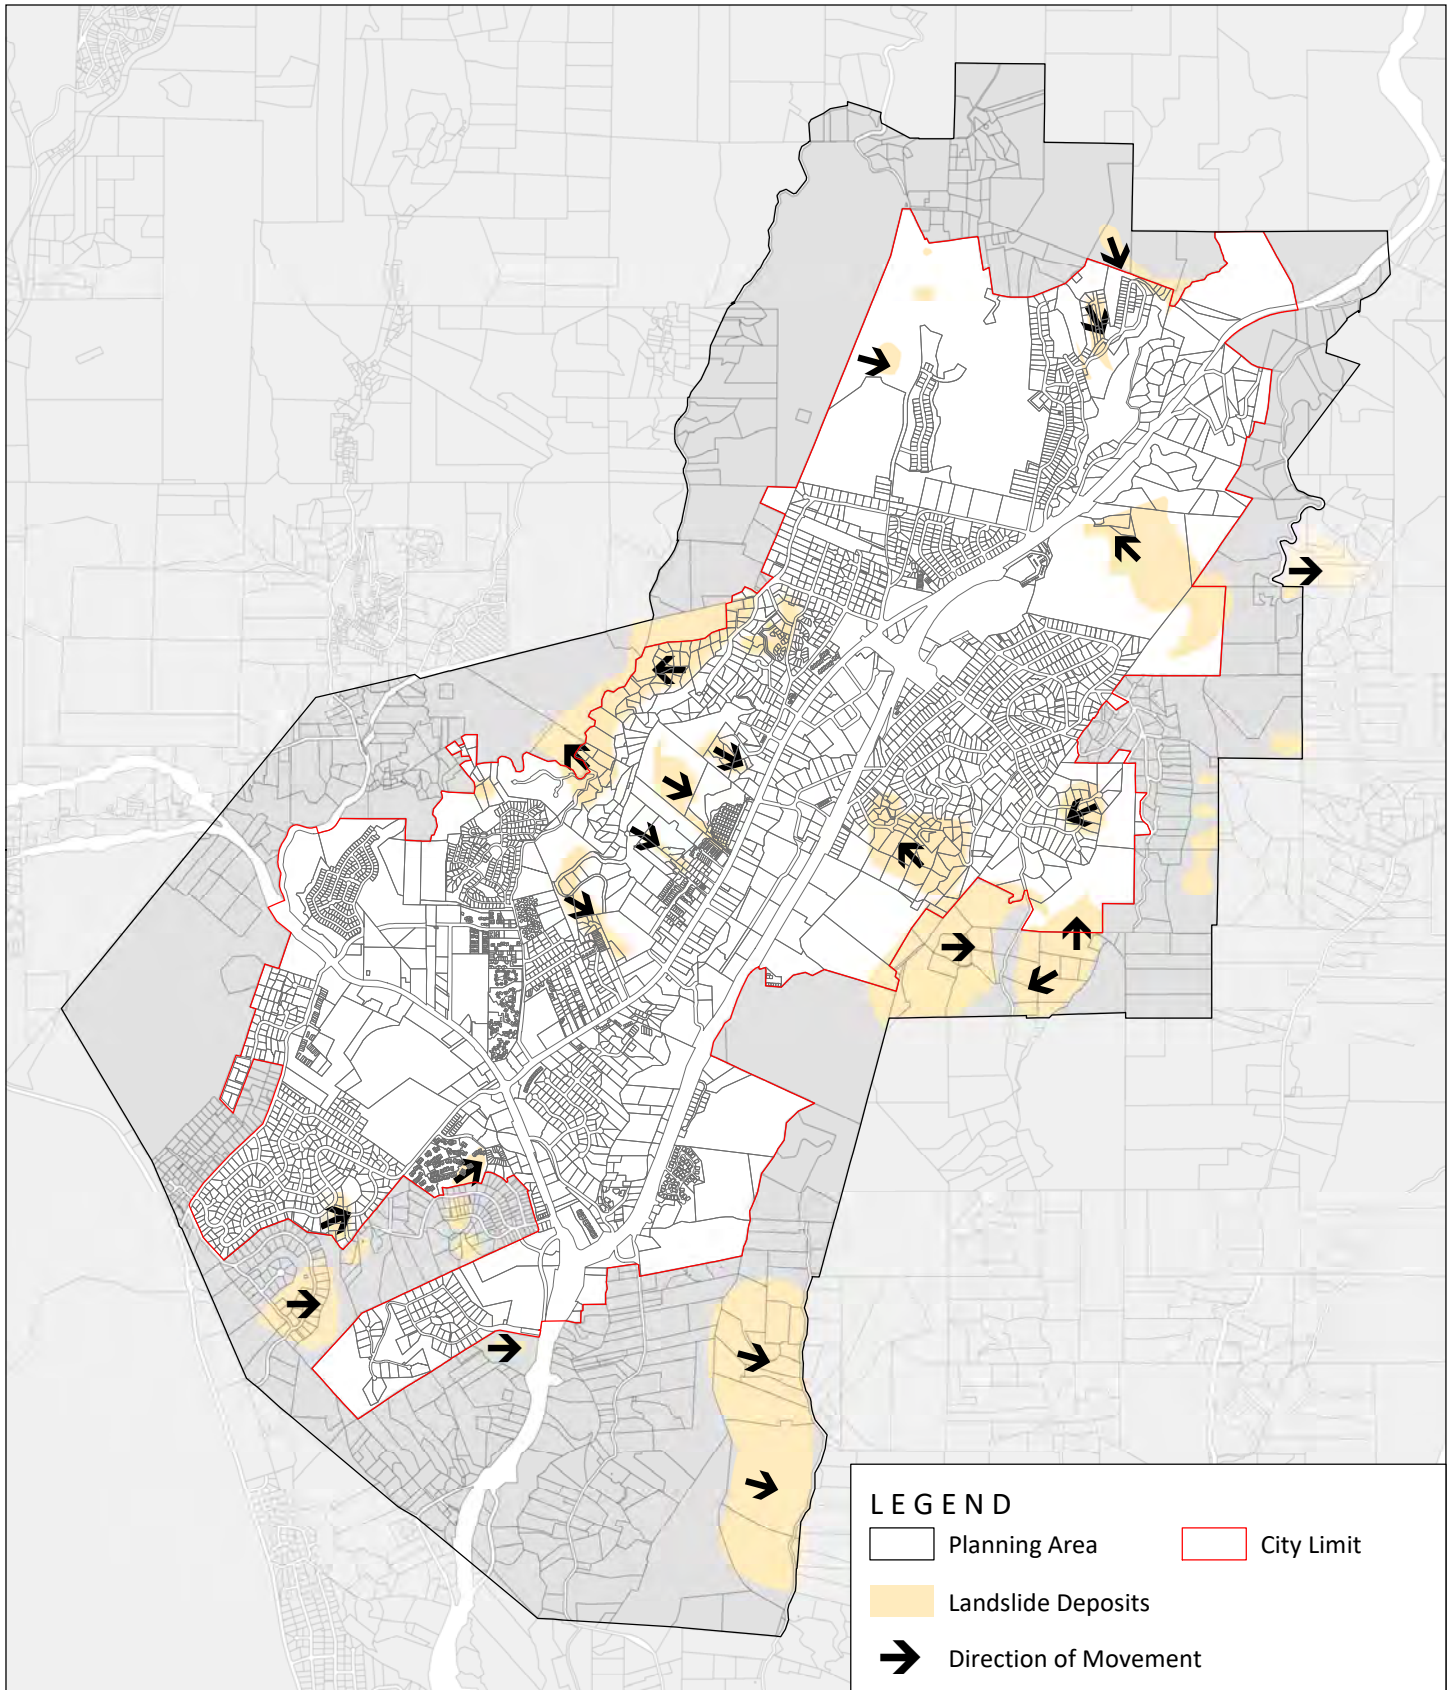 LEGEND
Planning Area
City Limit
Landslide Deposits
Direction of Movement